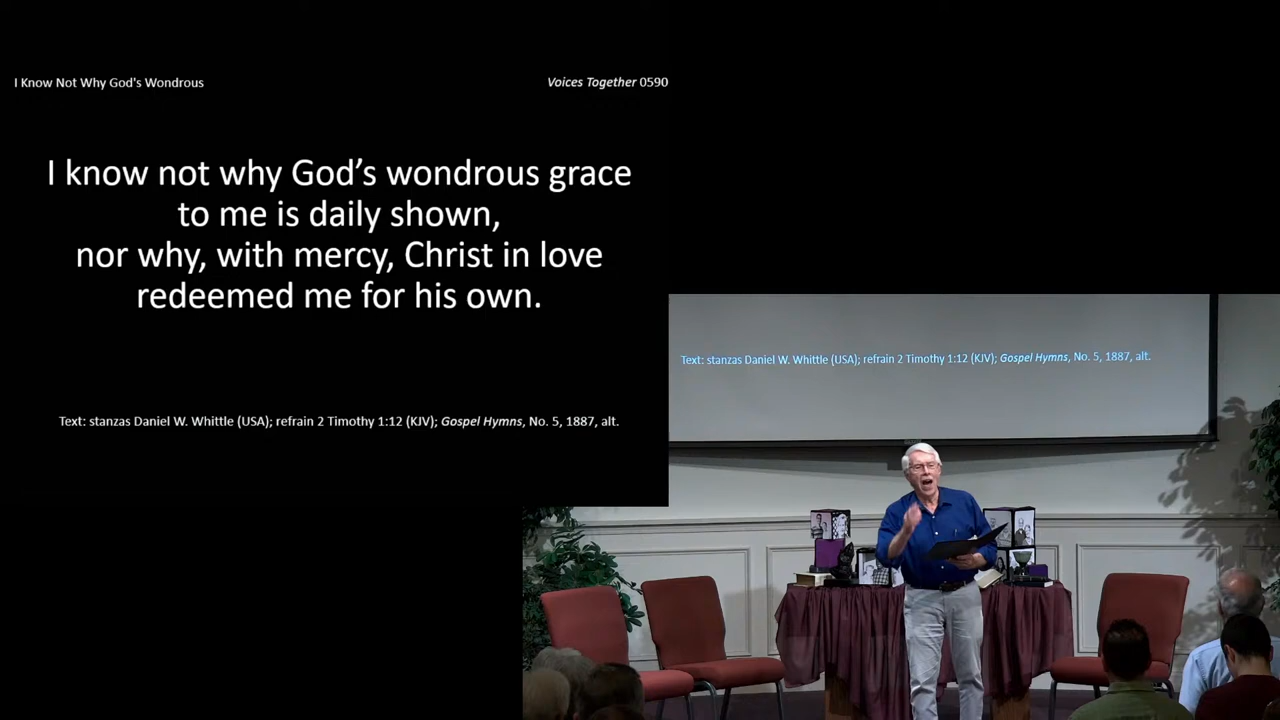 I Know Not Why God's Wondrous
Voices Together 0590
I know not why God’s wondrous grace
to me is daily shown,
nor why, with mercy, Christ in love
redeemed me for his own.
Text: stanzas Daniel W. Whittle (USA); refrain 2 Timothy 1:12 (KJV); Gospel Hymns, No. 5, 1887, alt.
Text: stanzas Daniel W. Whittle (USA); refrain 2 Timothy 1:12 (KJV); Gospel Hymns, No. 5, 1887, alt.